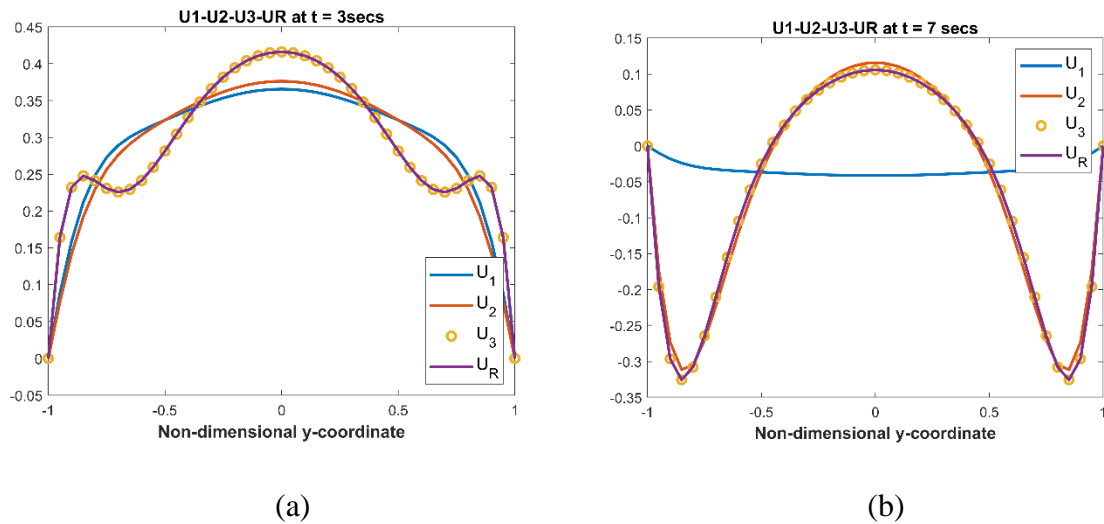 U1-U2-U3-UR at t = 3secs
0.45
0.4
0.35
0.3
0.25
0.2
0.15
0.1
0.05
0
-0.05
-1
-0.5
0
0.5
1
U1
U2
U3
UR
Non-dimensional y-coordinate
(a)
U1-U2-U3-UR at t = 7 secs
0.15
0.1
0.05
0
-0.05
-0.1
-0.15
-0.2
-0.25
-0.3
-0.35
-1
-0.5
0
0.5
1
U1
U2
U3
UR
Non-dimensional y-coordinate
(b)